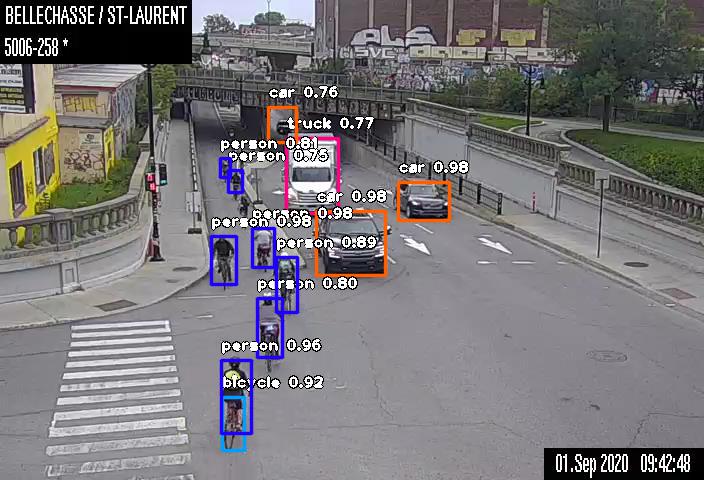 BELLECHASSE / ST-LAURENT
5006-258 *
car 0.76
truck 0.77
person 0.81
person 0.75
car 0.98
car 0.98
person 0.98
person 0.98
person 0.89
person 0.80
person 0.96
bicycle 0.92
01.Sep 2020 09:42:48